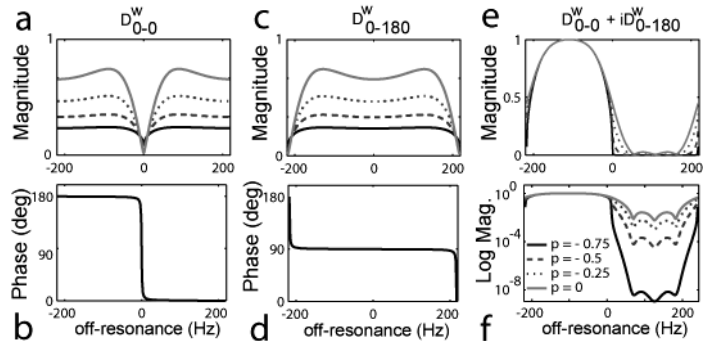 a
D^W_0-0
Magnitude
1
0
-200
0
200
c
D^W_0-180
Magnitude
1
0
-200
0
200
e
D^W_0-0 + iD^W_0-180
Magnitude
1
0.5
0
-200
0
200
b
Phase (deg)
180
90
0
-200
0
200
off-resonance (Hz)
d
Phase (deg)
180
90
0
-200
0
200
off-resonance (Hz)
f
Log Mag.
10^0
10^-4
10^-8
p = - 0.75
p = - 0.5
p = - 0.25
p = 0
-200
0
200
off-resonance (Hz)